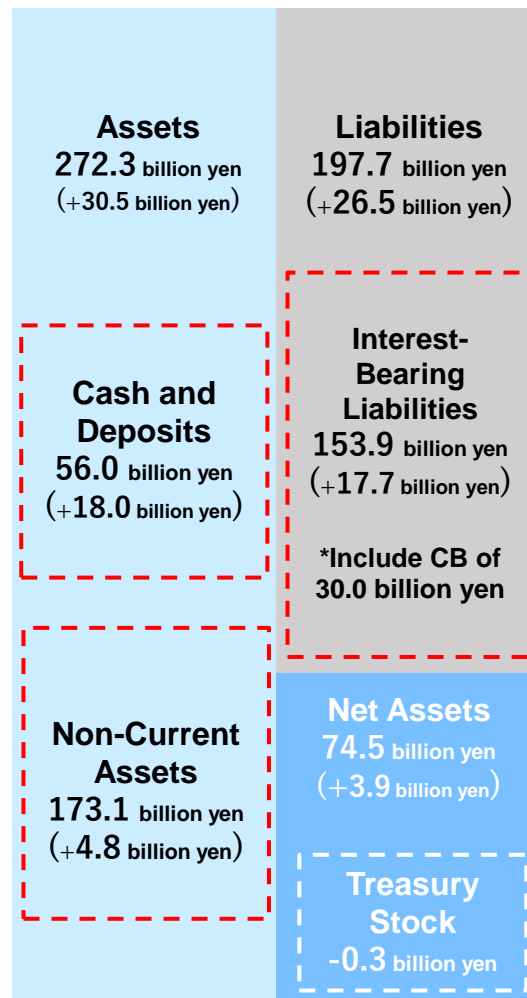 Assets
272.3 billion yen
(+30.5 billion yen)
Cash and
Deposits
56.0 billion yen
(+18.0 billion yen)
Non-Current
Assets
173.1 billion yen
(+4.8 billion yen)
Liabilities
197.7 billion yen
(+26.5 billion yen)
Interest-
Bearing
Liabilities
153.9 billion yen
(+17.7 billion yen)
*Include CB of
30.0 billion yen
Net Assets
74.5 billion yen
(+3.9 billion yen)
Treasury
Stock
-0.3 billion yen